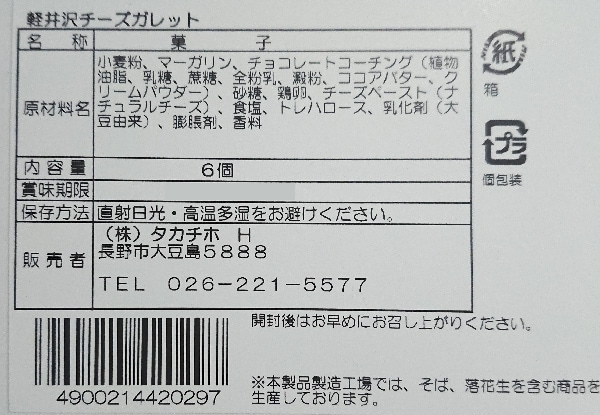 軽井沢チーズガレット
名 称 菓 子
原材料名 小麦粉、マーガリン、チョコレートコーチング（植物
油脂、乳糖、蔗糖、全粉乳、澱粉、ココアバター、ク
リームパウダー）、砂糖、鶏卵、チーズペースト（ナ
チュラルチーズ）、食塩、トレハロース、乳化剤（大
豆由来）、膨脹剤、香料
内 容 量 6個
賞味期限
保存方法 直射日光・高温多湿をお避けください。
販 売 者 （株）タカチホ H
長野市大豆島5888
TEL 026-221-5577
紙
箱
プラ
個包装
開封後はお早めにお召し上がりください。
4900214420297
※本製品製造工場では、そば、落花生を含む商品を
生産しております。